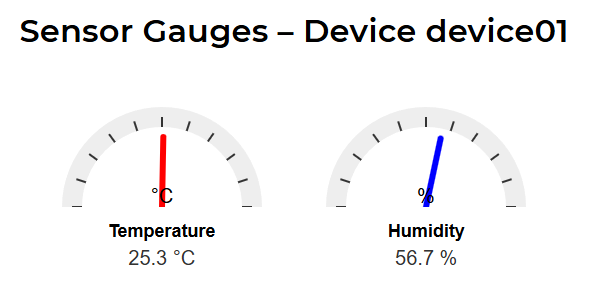 Sensor Gauges – Device device01
°C
%
Temperature
Humidity
25.3 °C
56.7 %